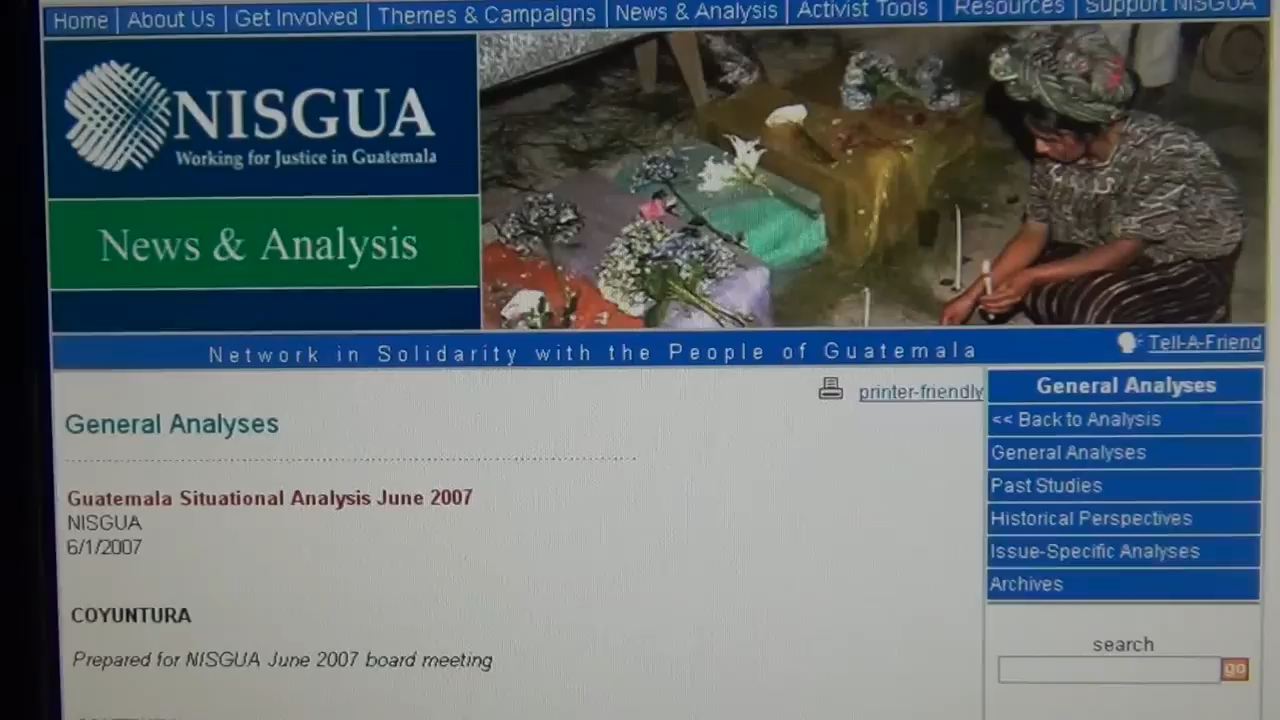 Home | About Us | Get Involved | Themes & Campaigns | News & Analysis | Activist Tools | Resources | Support NISGUA
NISGUA
Working for Justice in Guatemala
News & Analysis
Network in Solidarity with the People of Guatemala
Tell-A-Friend
printer-friendly
General Analyses
Guatemala Situational Analysis June 2007
NISGUA
6/1/2007
COYUNTURA
Prepared for NISGUA June 2007 board meeting
General Analyses
<< Back to Analysis
General Analyses
Past Studies
Historical Perspectives
Issue-Specific Analyses
Archives
search
go